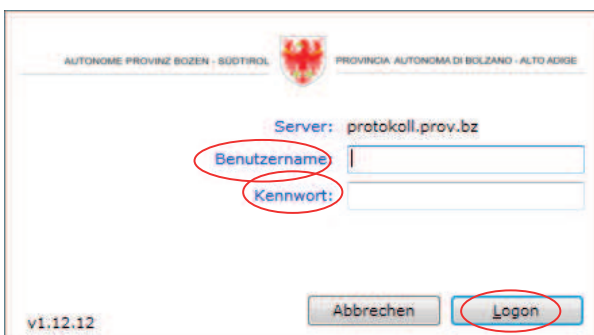 AUTONOME PROVINZ BOZEN - SÜDTIROL PROVINCIA AUTONOMA DI BOLZANO - ALTO ADIGE
Server: protokoll.prov.bz
Benutzername:
Kennwort:
Abbrechen Logon
v1.12.12